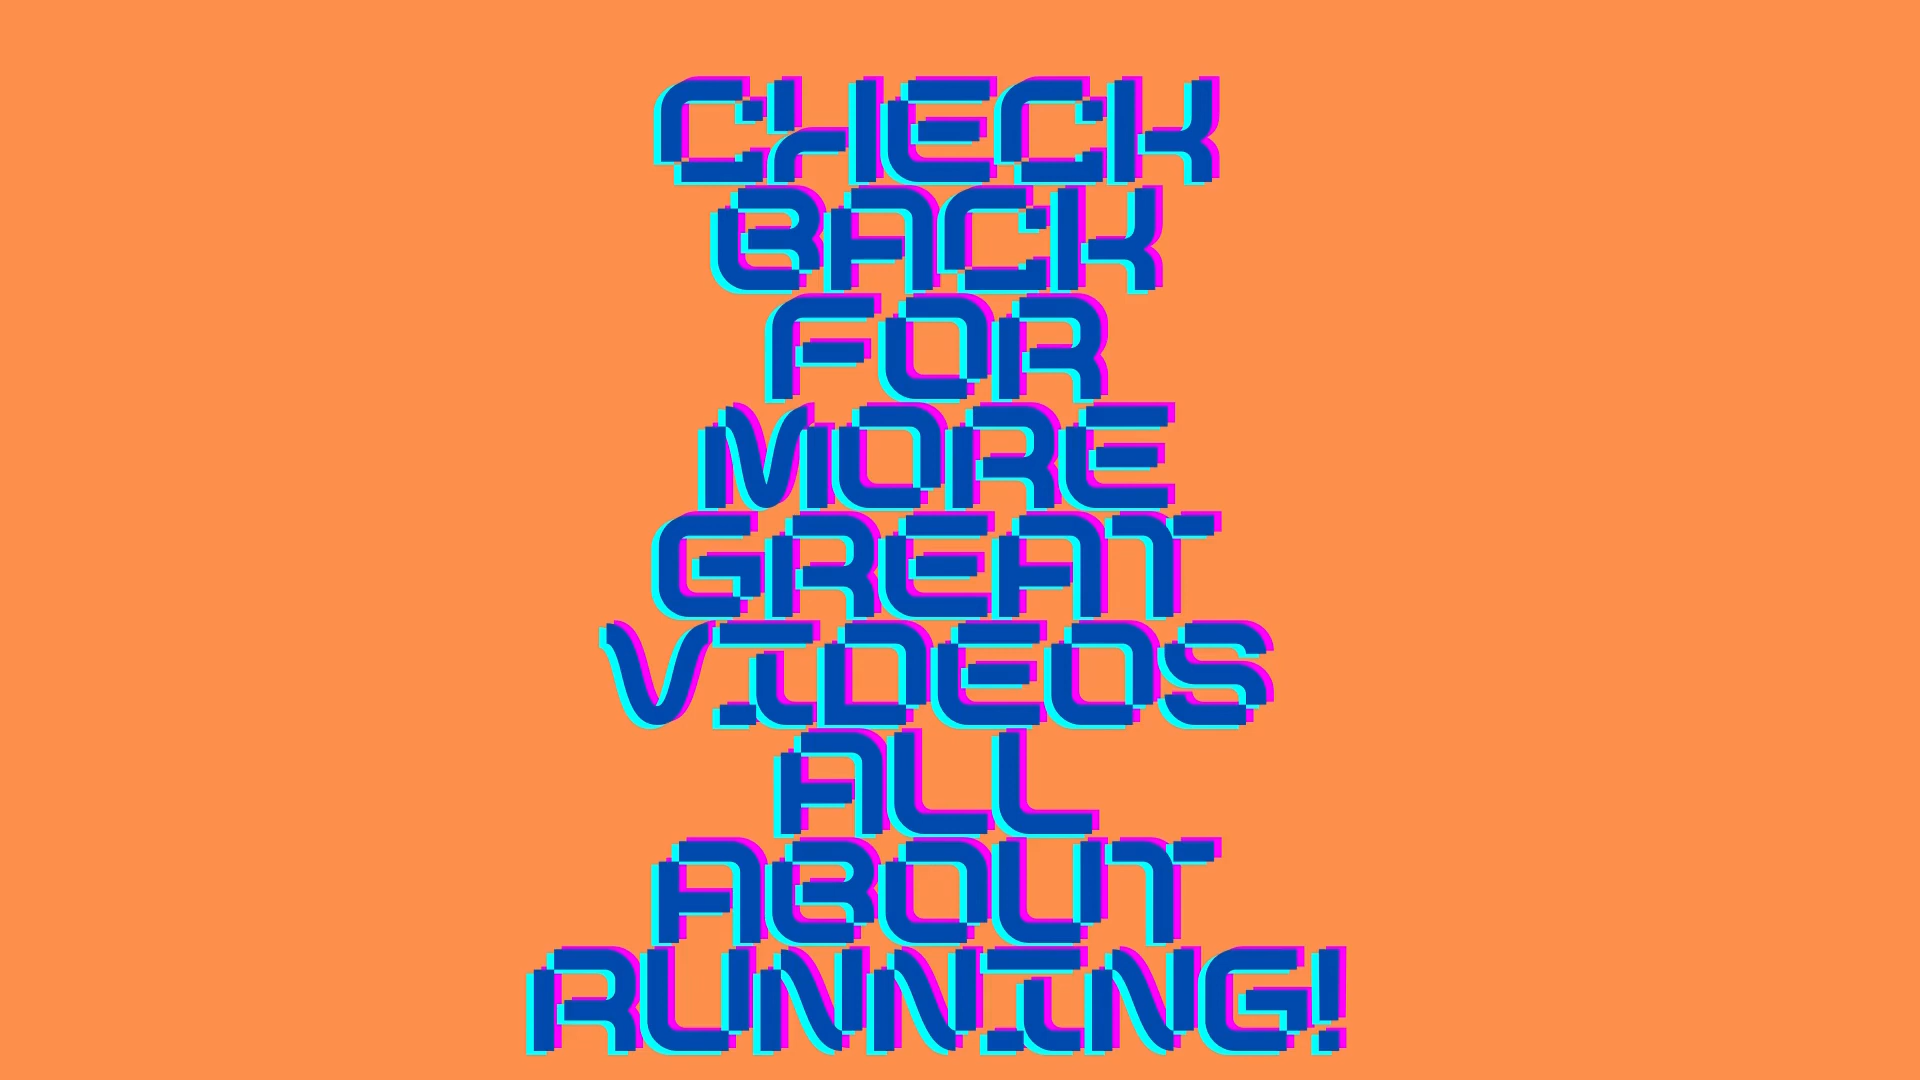 CHECK
BACK
FOR
MORE
GREAT
VIDEOS
ALL
ABOUT
RUNNING!